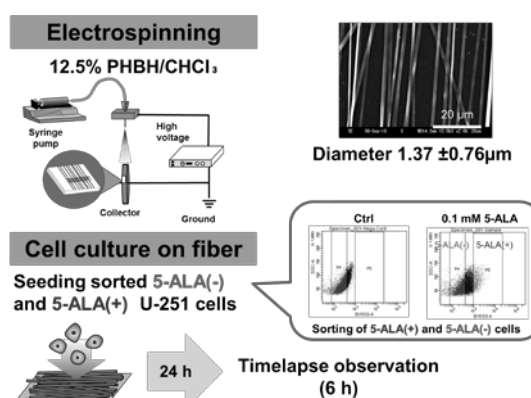 Electrospinning
12.5% PHBH/CHCl₃
Syringe
pump
High
voltage
Collector
Ground
20 μm
Diameter 1.37 ±0.76μm
Cell culture on fiber
Seeding sorted 5-ALA(-)
and 5-ALA(+) U-251 cells
24 h
Timelapse observation
(6 h)
Ctrl
0.1 mM 5-ALA
5-ALA(+)
Sorting of 5-ALA(+) and 5-ALA(-) cells